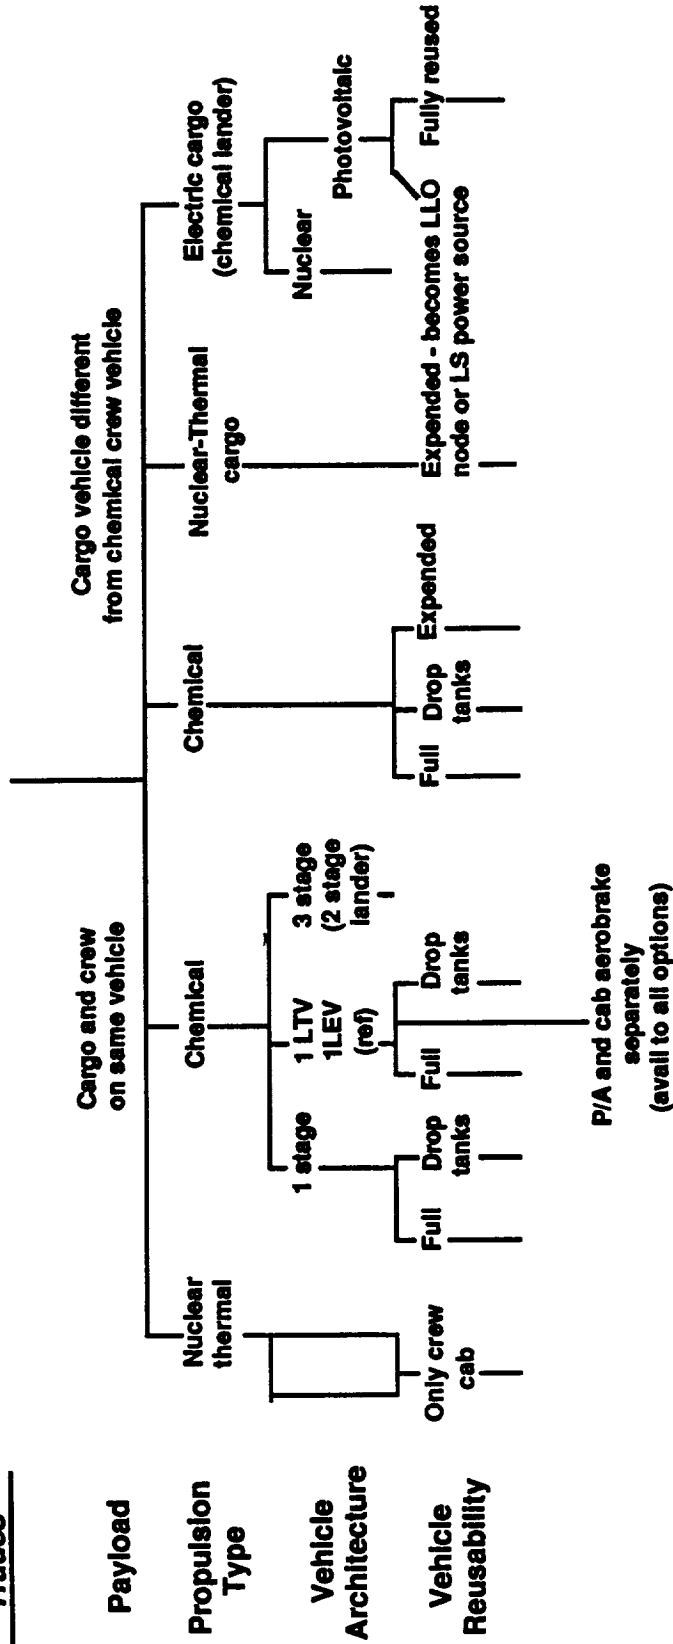 Trades
Payload
Cargo and crew
on same vehicle
Cargo vehicle different
from chemical crew vehicle
Propulsion
Type
Nuclear
thermal
Chemical
Chemical
Nuclear-Thermal
cargo
Electric cargo
(chemical lander)
Vehicle
Architecture
1 stage
1 LTV
1LEV
(ref)
3 stage
(2 stage
lander)
Nuclear
Photovoltaic
Vehicle
Reusability
Only crew
cab
Full
Drop
tanks
Full
Drop
tanks
Full
Drop
tanks
Expended
Expended - becomes LLO
node or LS power source
Fully reused
P/A and cab aerobrake
separately
(avail to all options)